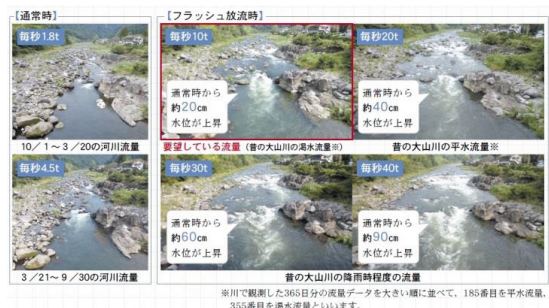 【通常時】
【フラッシュ放流時】
毎秒1.8t
10／1～3／20の河川流量
毎秒10t
通常時から
約20cm
水位が上昇
要望している流量（昔の大山川の渇水流量※）
毎秒20t
通常時から
約40cm
水位が上昇
昔の大山川の平水流量※
毎秒4.5t
3／21～9／30の河川流量
毎秒30t
通常時から
約60cm
水位が上昇
毎秒40t
通常時から
約90cm
水位が上昇
昔の大山川の降雨時程度の流量
※川で観測した365日分の流量データを大きい順に並べて、185番目を平水流量、
355番目を渇水流量といいます。